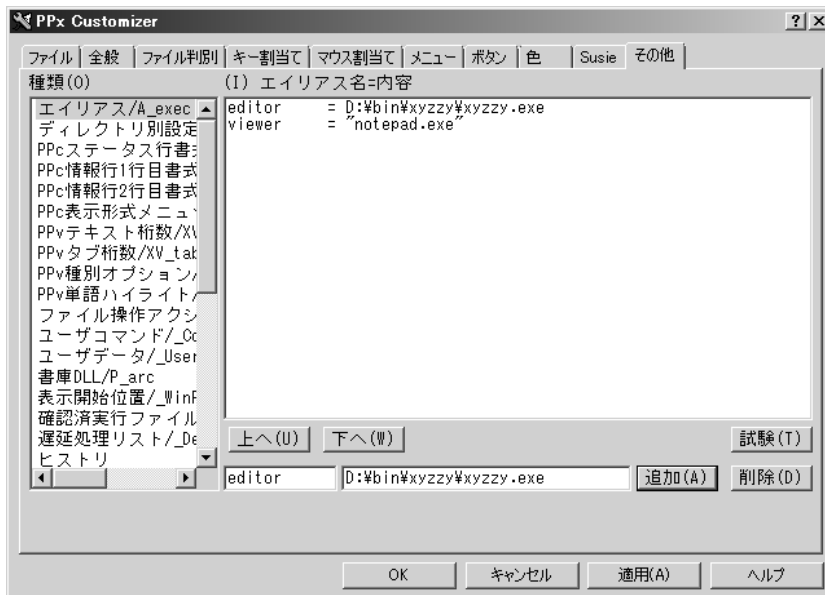 PPx Customizer
ファイル 全般 ファイル判別 キー割当て マウス割当て メニュー ボタン 色 Susie その他
種類(O)
(I) エイリアス名=内容
エイリアス/A_exec
ディレクトリ別設定
PPcステータス行書
PPc情報行1行目書式
PPc情報行2行目書式
PPc表示形式メニュ
PPvテキスト桁数/XV
PPvタブ桁数/XV_tab
PPv種別オプション/
PPv単語ハイライト/
ファイル操作アクシ
ユーザコマンド/_Co
ユーザデータ/_User
書庫DLL/P_arc
表示開始位置/_WinP
確認済実行ファイル
遅延処理リスト/_De
ヒストリ
editor = D:¥bin¥xyzzy¥xyzzy.exe
viewer = "notepad.exe"
上へ(U) 下へ(W) 試験(T)
editor D:¥bin¥xyzzy¥xyzzy.exe 追加(A) 削除(D)
OK キャンセル 適用(A) ヘルプ